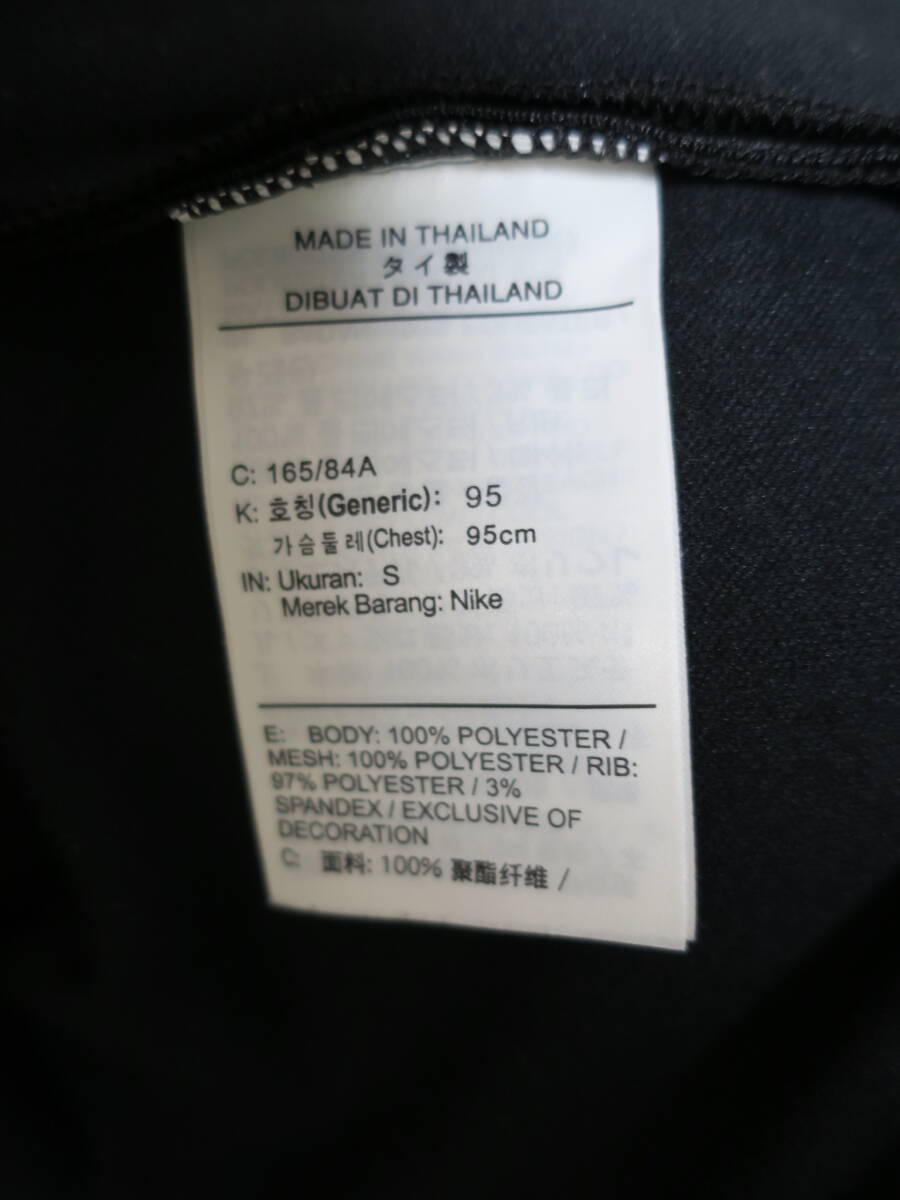 MADE IN THAILAND
タイ製
DIBUAT DI THAILAND
C: 165/84A
K: 호칭(Generic): 95
가슴둘레(Chest): 95cm
IN: Ukuran: S
Merek Barang: Nike
E: BODY: 100% POLYESTER /
MESH: 100% POLYESTER / RIB:
97% POLYESTER / 3%
SPANDEX / EXCLUSIVE OF
DECORATION
C: 面料: 100% 聚酯纤维 /